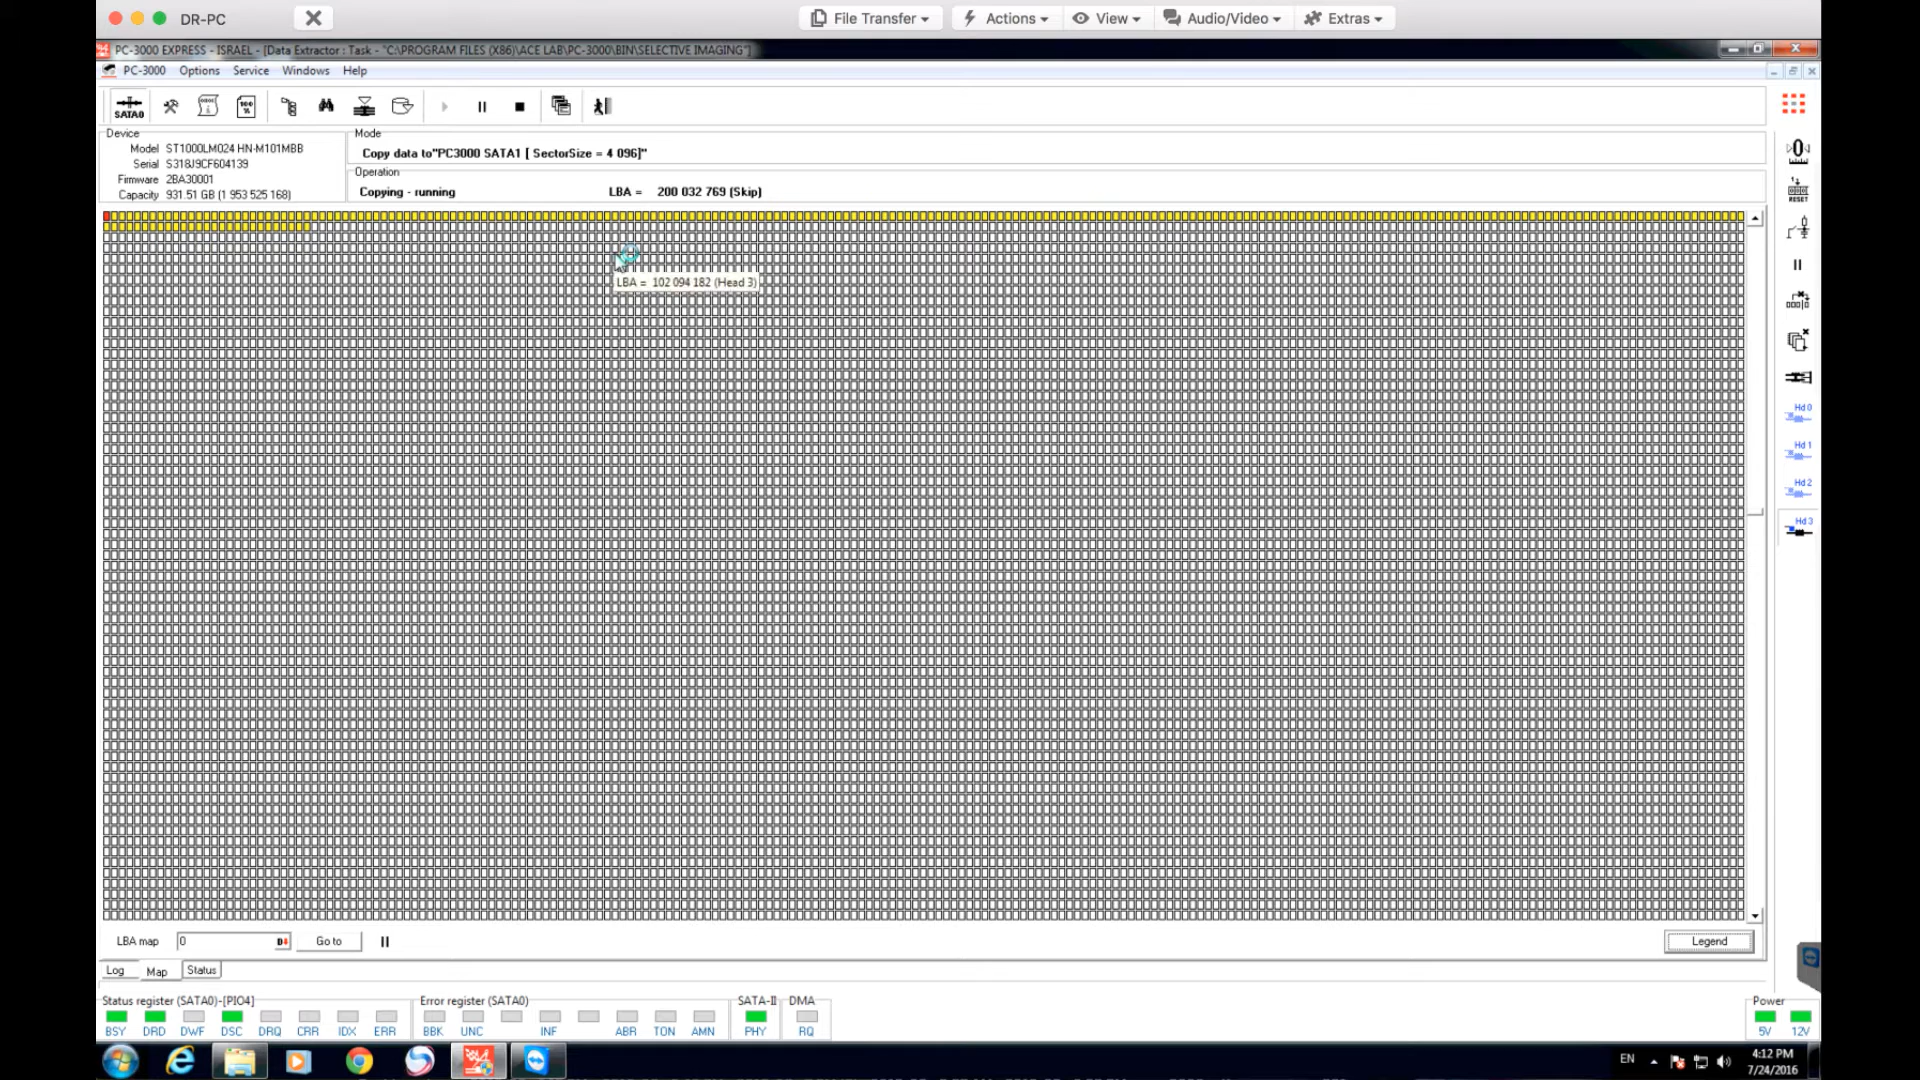 DR-PC
File Transfer
Actions
View
Audio/Video
Extras
PC-3000 EXPRESS - ISRAEL - [Data Extractor : Task - "C:\PROGRAM FILES (X86)\ACE LAB\PC-3000\BIN\SELECTIVE IMAGING"]
PC-3000 Options Service Windows Help
SATA0
Device
Model ST1000LM024 HN-M101MBB
Serial S318J9CF604139
Firmware 2BA30001
Capacity 931.51 GB (1 953 525 168)
Mode
Copy data to"PC3000 SATA1 [ SectorSize = 4 096]"
Operation
Copying - running LBA = 200 032 769 (Skip)
LBA = 102 094 182 (Head 3)
RESET
Hd 0
Hd 1
Hd 2
Hd 3
LBA map 0 Go to Legend
Log Map Status
Status register (SATA0)-[PIO4]
BSY DRD DWF DSC DRQ CRR IDX ERR
Error register (SATA0)
BBK UNC INF ABR TON AMN
SATA-II
PHY
DMA
RQ
Power
5V 12V
EN
4:12 PM
7/24/2016